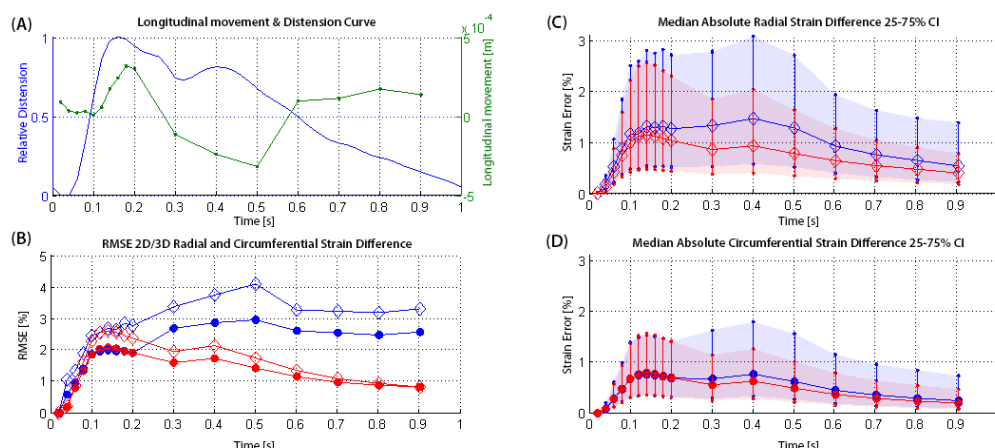 (A)
Longitudinal movement & Distension Curve
x 10^-4
1
0.5
0
5
0
-5
Relative Distension
Longitudinal movement [m]
0 0.1 0.2 0.3 0.4 0.5 0.6 0.7 0.8 0.9 1
Time [s]
(B)
RMSE 2D/3D Radial and Circumferential Strain Difference
5
4
3
2
1
0
RMSE [%]
0 0.1 0.2 0.3 0.4 0.5 0.6 0.7 0.8 0.9 1
Time [s]
(C)
Median Absolute Radial Strain Difference 25-75% CI
3
2
1
0
Strain Error [%]
0 0.1 0.2 0.3 0.4 0.5 0.6 0.7 0.8 0.9
Time [s]
(D)
Median Absolute Circumferential Strain Difference 25-75% CI
3
2
1
0
Strain Error [%]
0 0.1 0.2 0.3 0.4 0.5 0.6 0.7 0.8 0.9
Time [s]